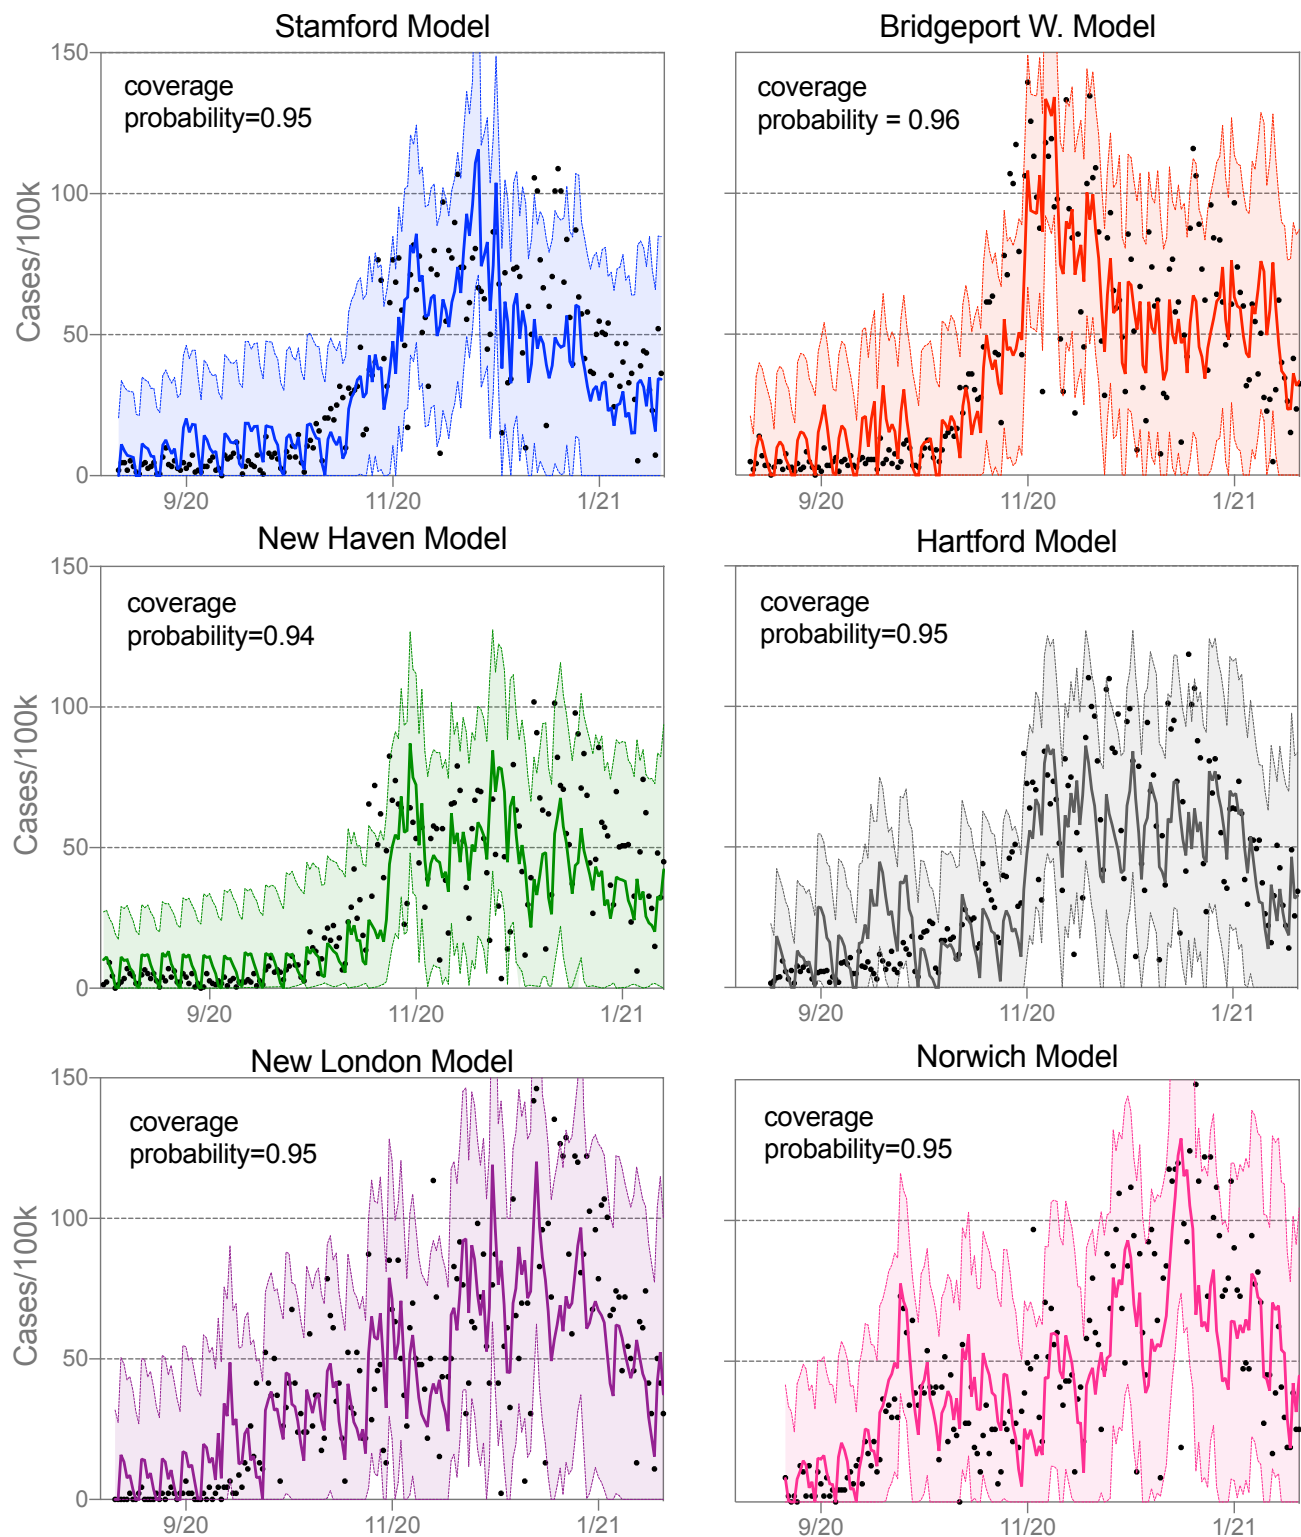 Stamford Model
Bridgeport W. Model
150
100
50
0
Cases/100k
coverage
probability=0.95
9/20
11/20
1/21
coverage
probability = 0.96
9/20
11/20
1/21
New Haven Model
Hartford Model
150
100
50
0
Cases/100k
coverage
probability=0.94
9/20
11/20
1/21
coverage
probability=0.95
9/20
11/20
1/21
New London Model
Norwich Model
150
100
50
0
Cases/100k
coverage
probability=0.95
9/20
11/20
1/21
coverage
probability=0.95
9/20
11/20
1/21